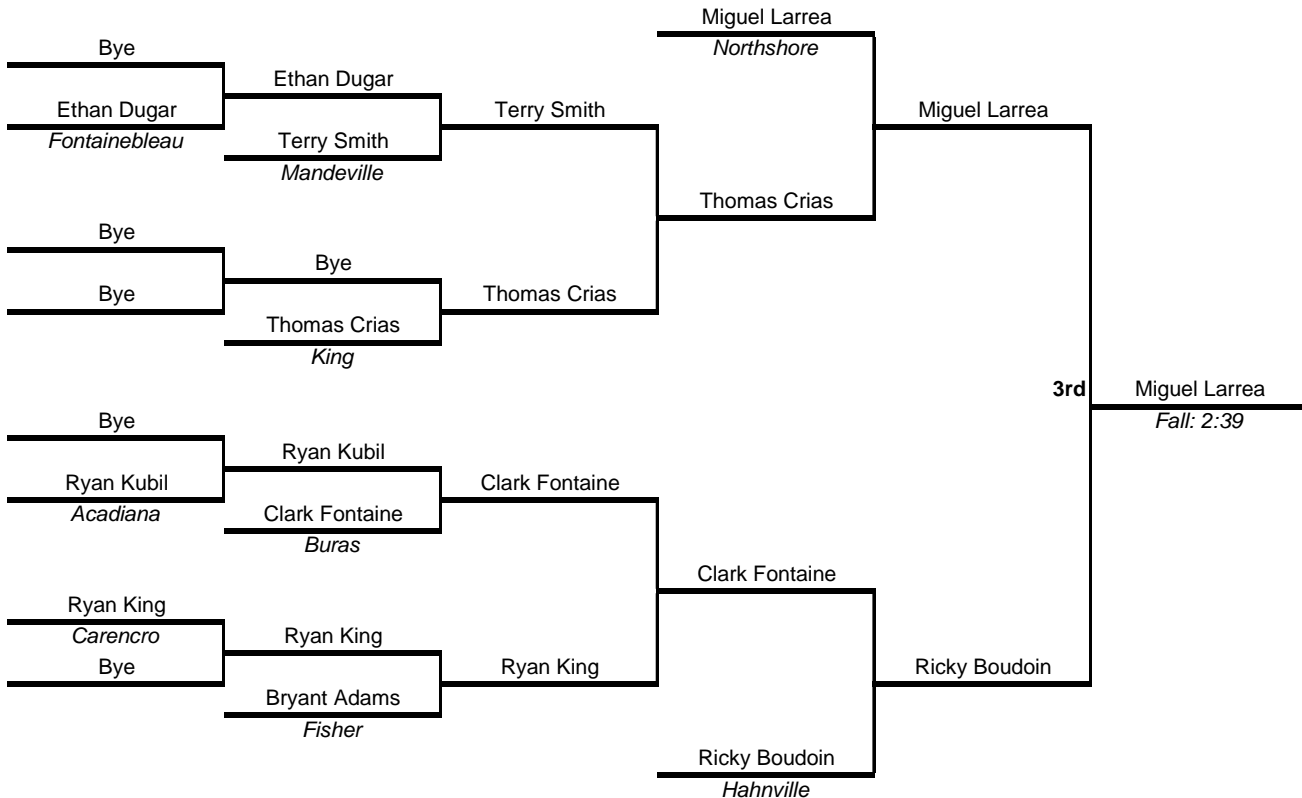 Miguel Larrea
Northshore
Bye
Ethan Dugar
Ethan Dugar
Fontainebleau
Terry Smith
Mandeville
Terry Smith
Miguel Larrea
Thomas Crias
Bye
Bye
Bye
Thomas Crias
King
Thomas Crias
3rd
Miguel Larrea
Fall: 2:39
Bye
Ryan Kubil
Ryan Kubil
Acadiana
Clark Fontaine
Buras
Clark Fontaine
Clark Fontaine
Ryan King
Carencro
Bye
Ryan King
Bryant Adams
Fisher
Ryan King
Ricky Boudoin
Ricky Boudoin
Hahnville